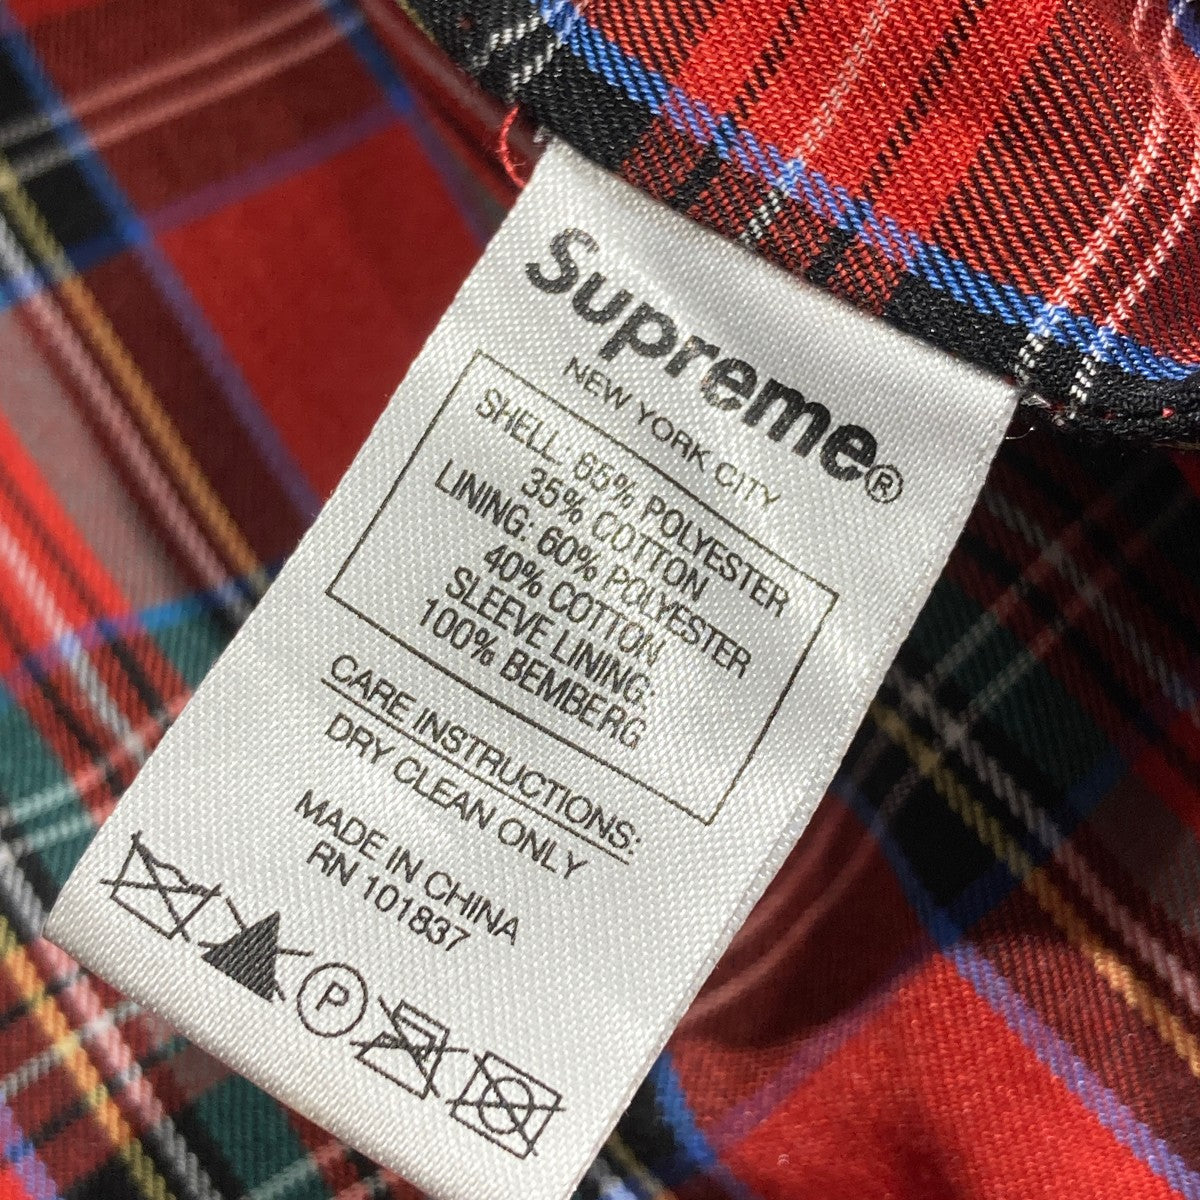 Supreme®
NEW YORK CITY
SHELL: 65% POLYESTER
35% COTTON
LINING: 60% POLYESTER
40% COTTON
SLEEVE LINING:
100% BEMBERG
CARE INSTRUCTIONS:
DRY CLEAN ONLY
MADE IN CHINA
RN 101837
P